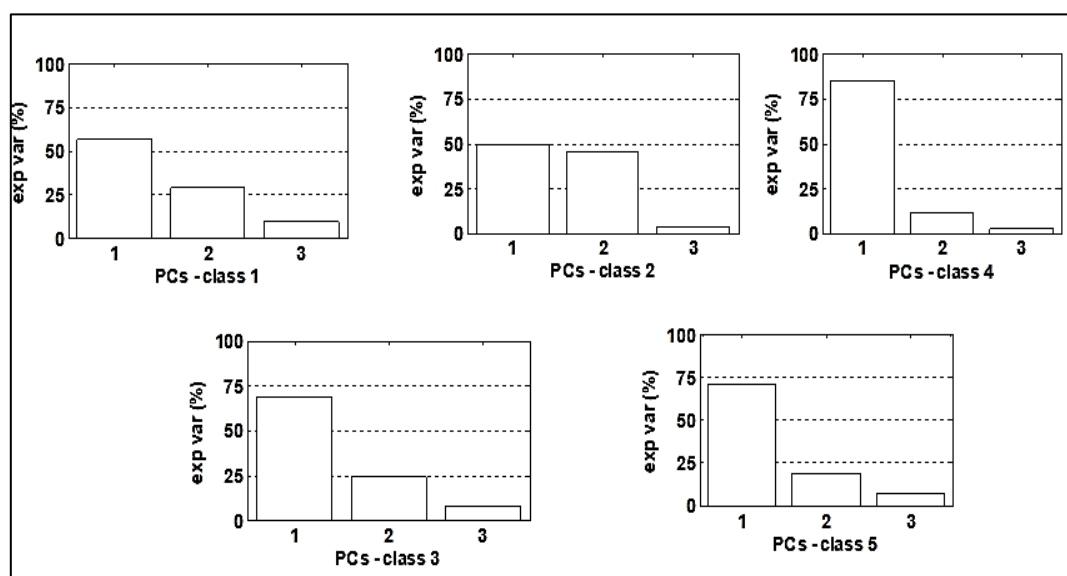 100
75
50
25
0
exp var (%)
1 2 3
PCs - class 1
100
75
50
25
0
exp var (%)
1 2 3
PCs - class 2
100
75
50
25
0
exp var (%)
1 2 3
PCs - class 4
100
75
50
25
0
exp var (%)
1 2 3
PCs - class 3
100
75
50
25
0
exp var (%)
1 2 3
PCs - class 5